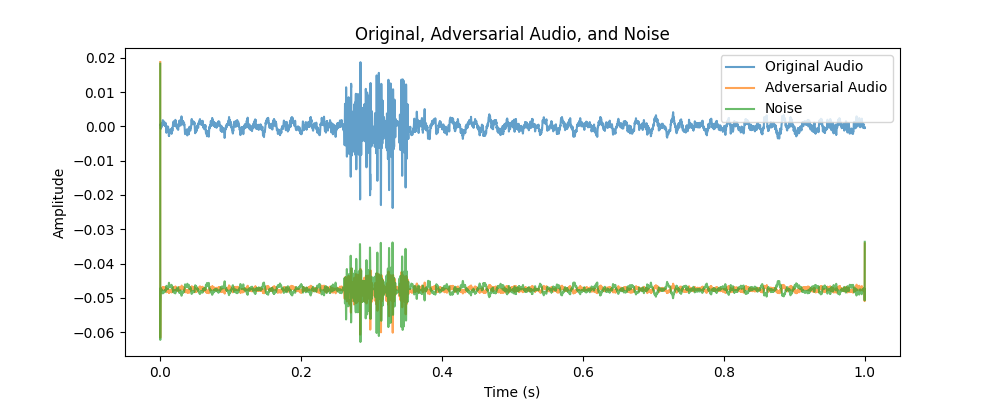 Original, Adversarial Audio, and Noise
Original Audio
Adversarial Audio
Noise
Amplitude
0.02
0.01
0.00
−0.01
−0.02
−0.03
−0.04
−0.05
−0.06
0.0 0.2 0.4 0.6 0.8 1.0
Time (s)